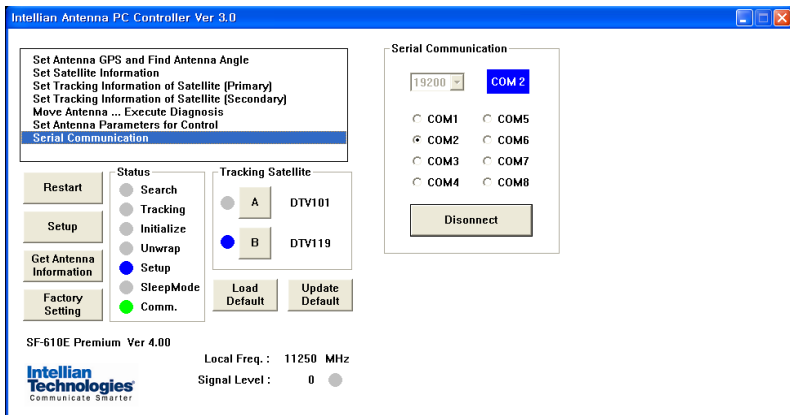 Intellian Antenna PC Controller Ver 3.0
Set Antenna GPS and Find Antenna Angle
Set Satellite Information
Set Tracking Information of Satellite (Primary)
Set Tracking Information of Satellite (Secondary)
Move Antenna ... Execute Diagnosis
Set Antenna Parameters for Control
Serial Communication
Restart
Setup
Get Antenna
Information
Factory
Setting
Status
Search
Tracking
Initialize
Unwrap
Setup
SleepMode
Comm.
Tracking Satellite
A DTV101
B DTV119
Load
Default
Update
Default
SF-610E Premium Ver 4.00
Local Freq. : 11250 MHz
Signal Level : 0
Intellian
Technologies
Communicate Smarter
Serial Communication
19200 COM 2
COM1 COM5
COM2 COM6
COM3 COM7
COM4 COM8
Disonnect